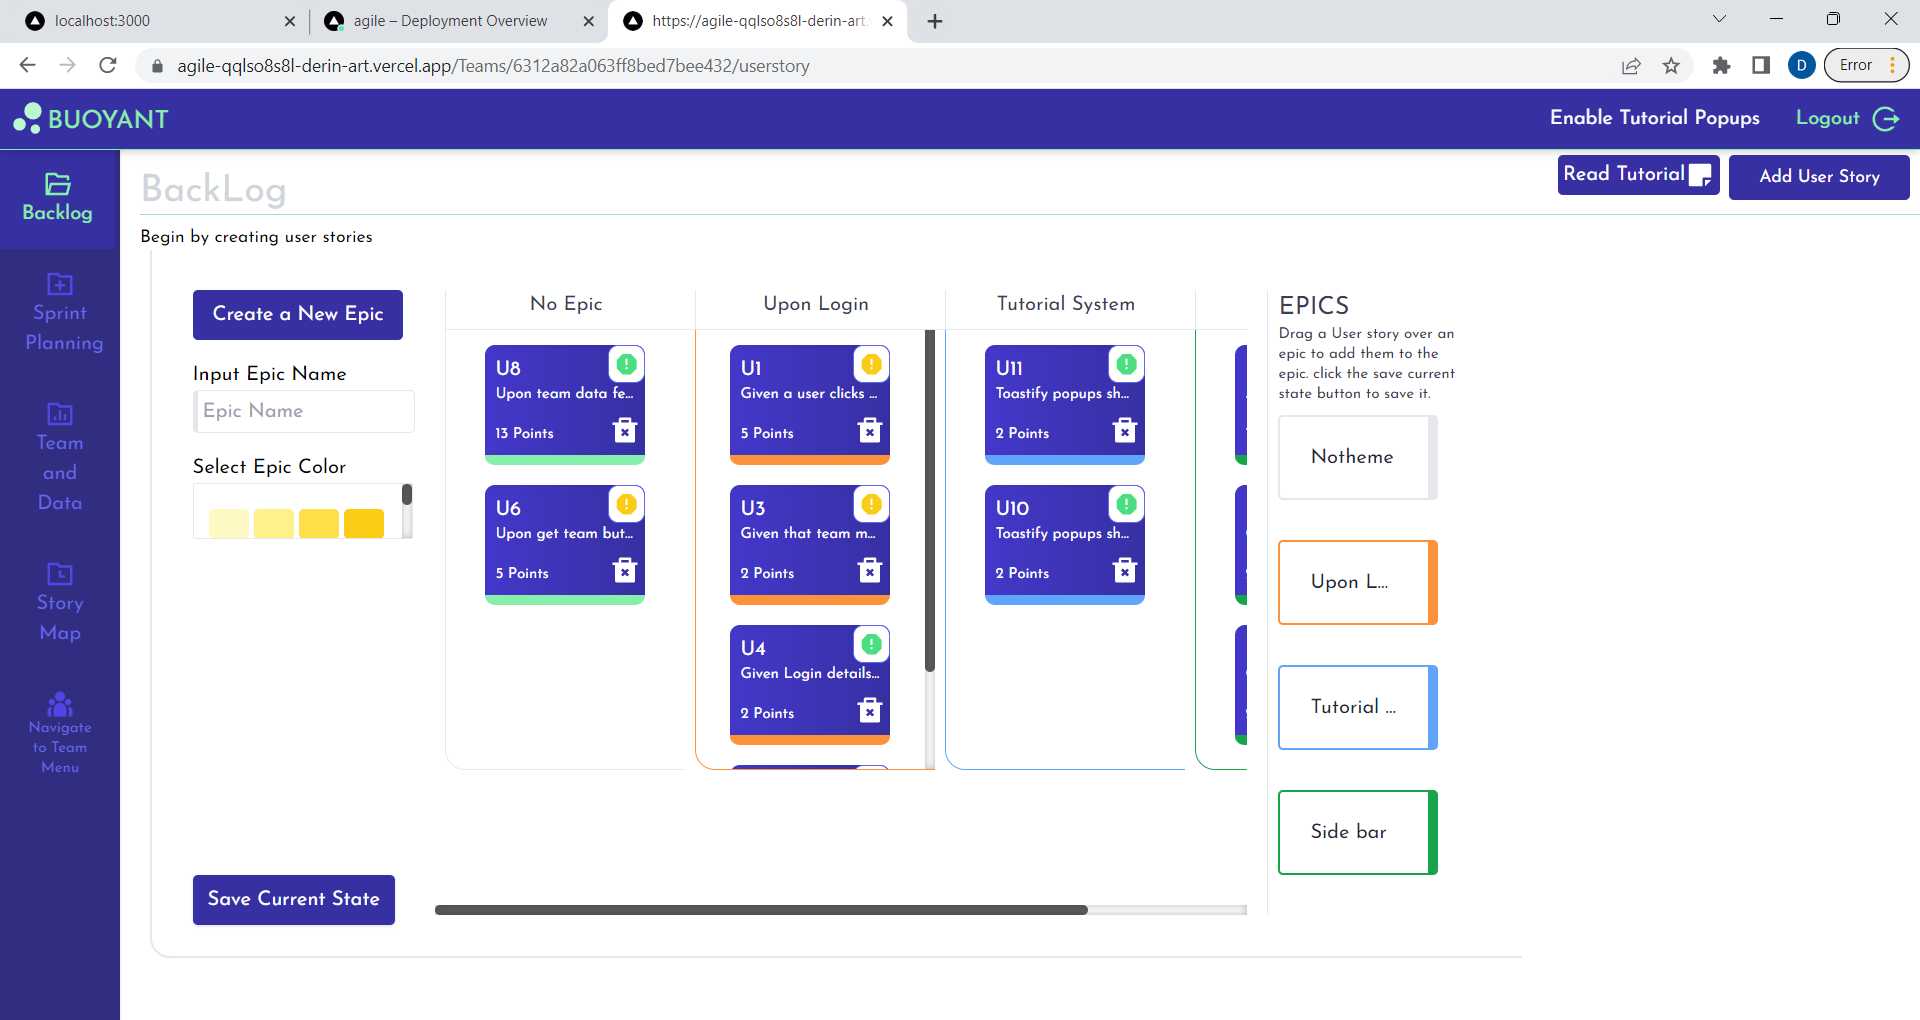 localhost:3000
agile – Deployment Overview
https://agile-qqlso8s8l-derin-art.
agile-qqlso8s8l-derin-art.vercel.app/Teams/6312a82a063ff8bed7bee432/userstory
D
Error
BUOYANT
Enable Tutorial Popups
Logout
Backlog
Sprint
Planning
Team
and
Data
Story
Map
Navigate
to Team
Menu
BackLog
Read Tutorial
Add User Story
Begin by creating user stories
Create a New Epic
Input Epic Name
Epic Name
Select Epic Color
Save Current State
No Epic
U8
Upon team data fe...
13 Points
U6
Upon get team but...
5 Points
Upon Login
U1
Given a user clicks ...
5 Points
U3
Given that team m...
2 Points
U4
Given Login details...
2 Points
Tutorial System
U11
Toastify popups sh...
2 Points
U10
Toastify popups sh...
2 Points
EPICS
Drag a User story over an
epic to add them to the
epic. click the save current
state button to save it.
Notheme
Upon L...
Tutorial ...
Side bar